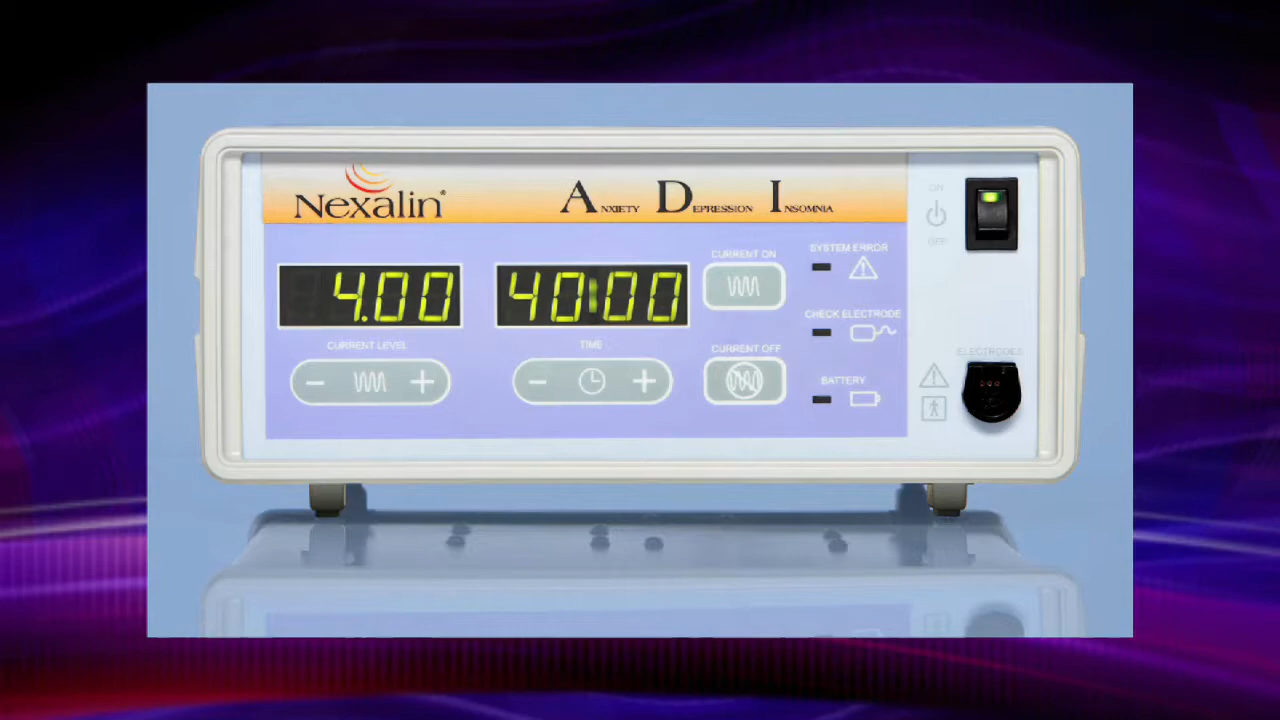 Nexalin®
ANXIETY DEPRESSION INSOMNIA
ON
OFF
4.00
40:00
CURRENT LEVEL
TIME
CURRENT ON
CURRENT OFF
SYSTEM ERROR
CHECK ELECTRODE
BATTERY
ELECTRODES